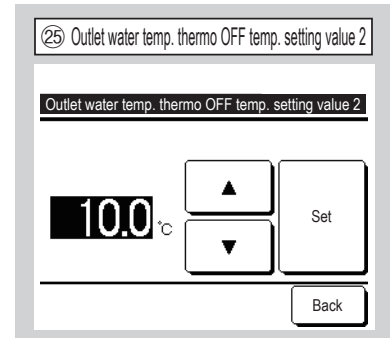 ㉕ Outlet water temp. thermo OFF temp. setting value 2
Outlet water temp. thermo OFF temp. setting value 2
▲
10.0 °C
Set
▼
Back